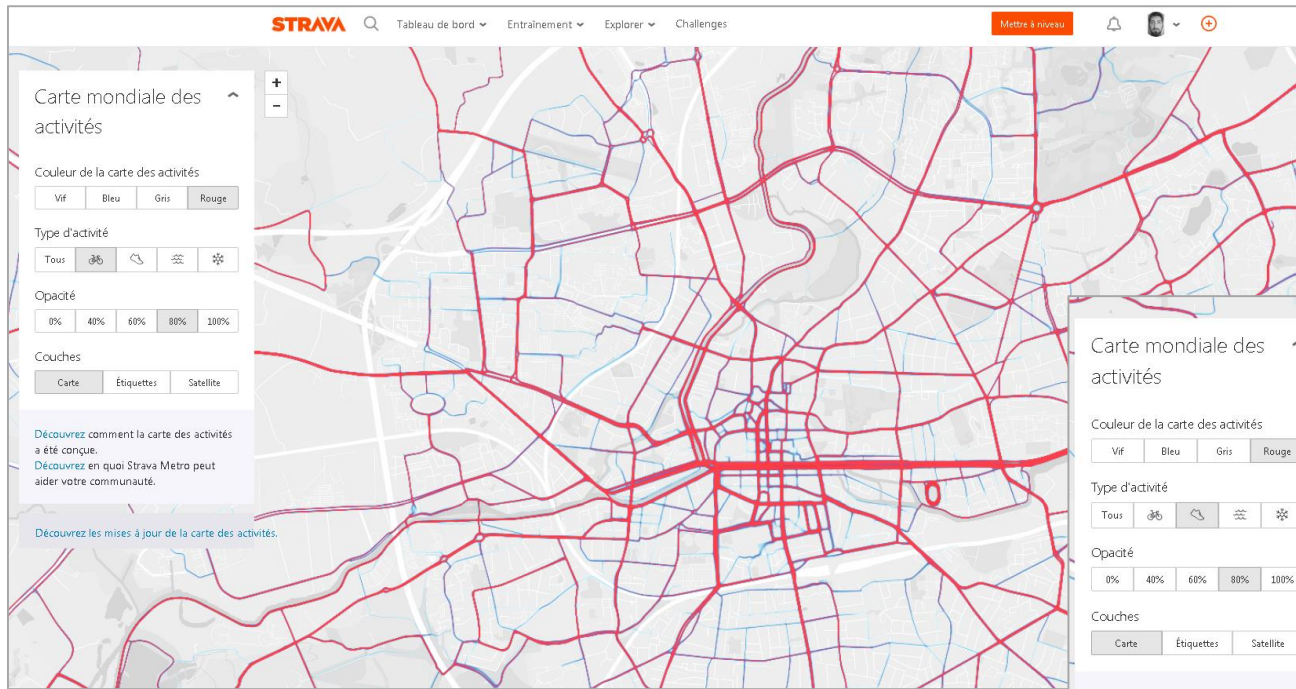 STRAVA
Tableau de bord
Entraînement
Explorer
Challenges
Mettre à niveau
Carte mondiale des
activités
Couleur de la carte des activités
Vif Bleu Gris Rouge
Type d'activité
Tous
Opacité
0% 40% 60% 80% 100%
Couches
Carte Étiquettes Satellite
Découvrez comment la carte des activités
a été conçue.
Découvrez en quoi Strava Metro peut
aider votre communauté.
Découvrez les mises à jour de la carte des activités.
+
−
Carte mondiale des
activités
Couleur de la carte des activités
Vif Bleu Gris Rouge
Type d'activité
Tous
Opacité
0% 40% 60% 80% 100%
Couches
Carte Étiquettes Satellite